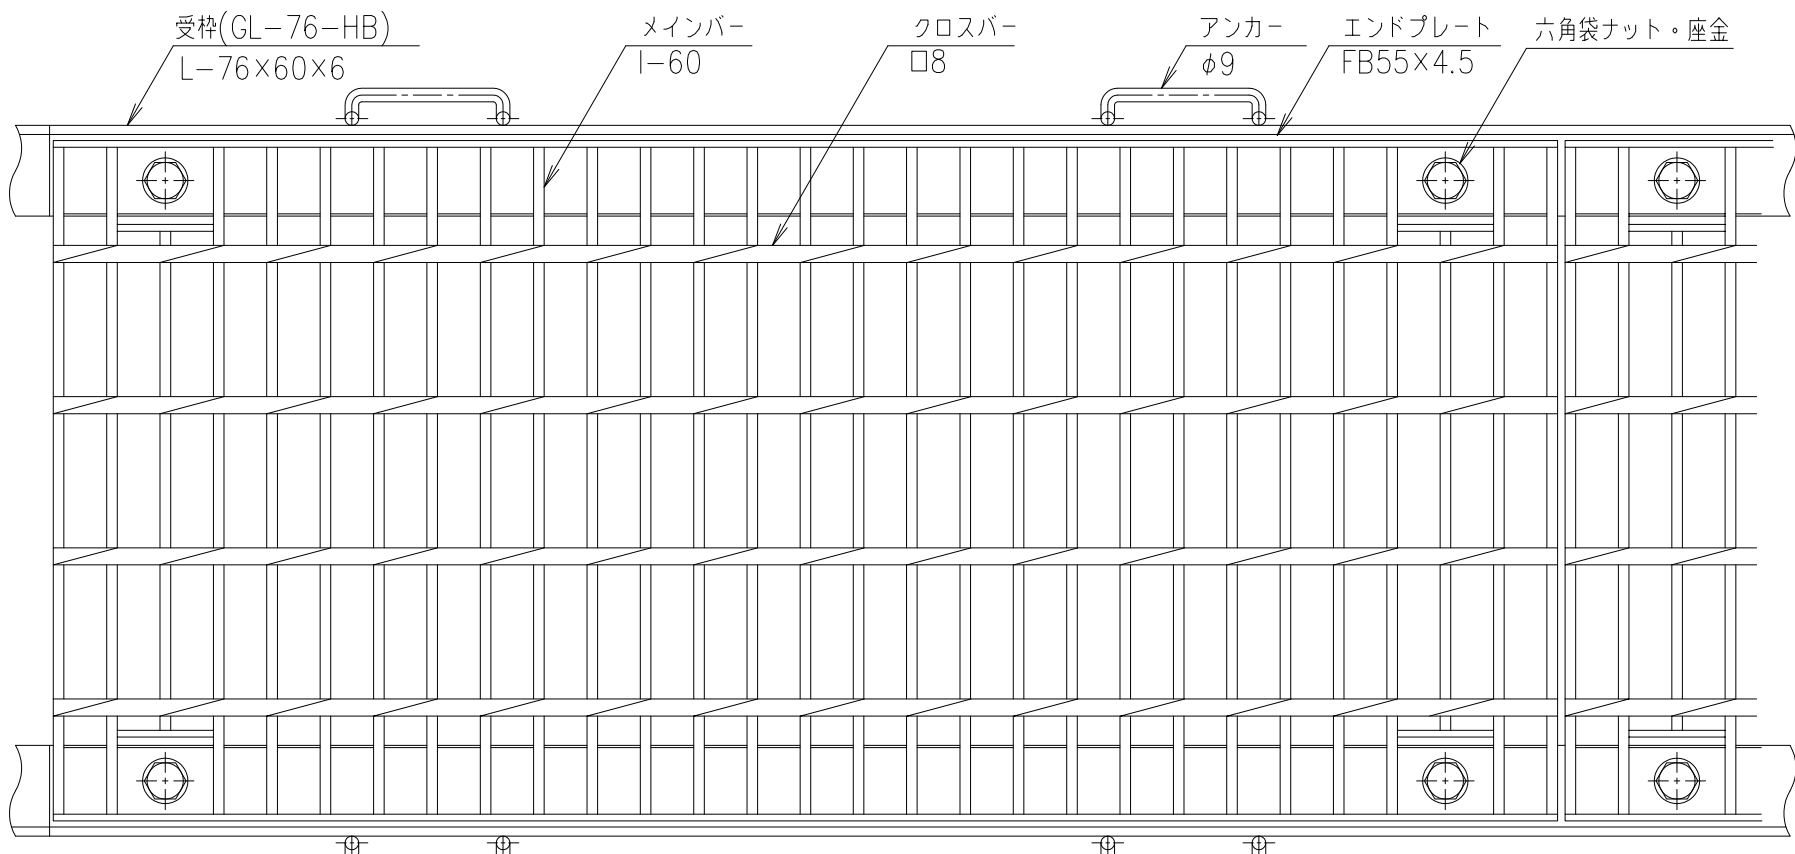 受枠(GL-76-HB)
L-76×60×6
メインバー
I-60
クロスバー
□8
アンカー
φ9
エンドプレート
FB55×4.5
六角袋ナット・座金